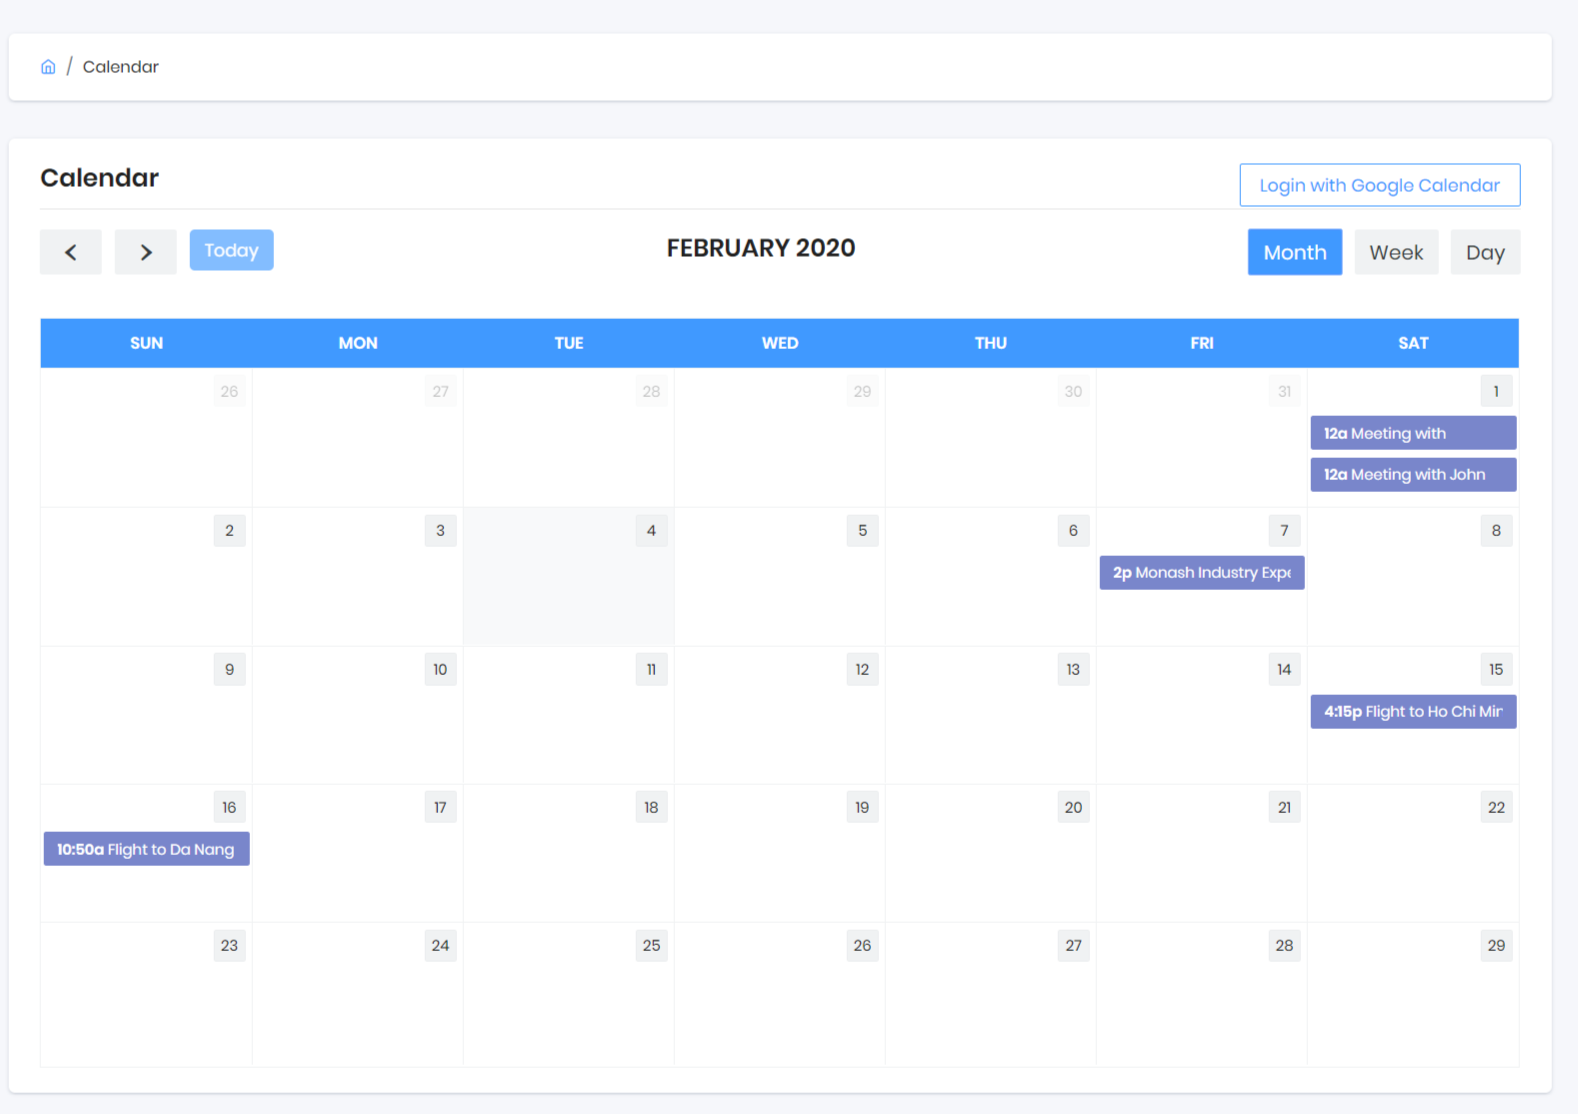 / Calendar
Calendar
Login with Google Calendar
Today
FEBRUARY 2020
Month Week Day
SUN MON TUE WED THU FRI SAT
26 27 28 29 30 31 1
12a Meeting with
12a Meeting with John
2 3 4 5 6 7 8
2p Monash Industry
9 10 11 12 13 14 15
4:15p Flight to Ho Chi
16 17 18 19 20 21 22
10:50a Flight to Da Nang
23 24 25 26 27 28 29